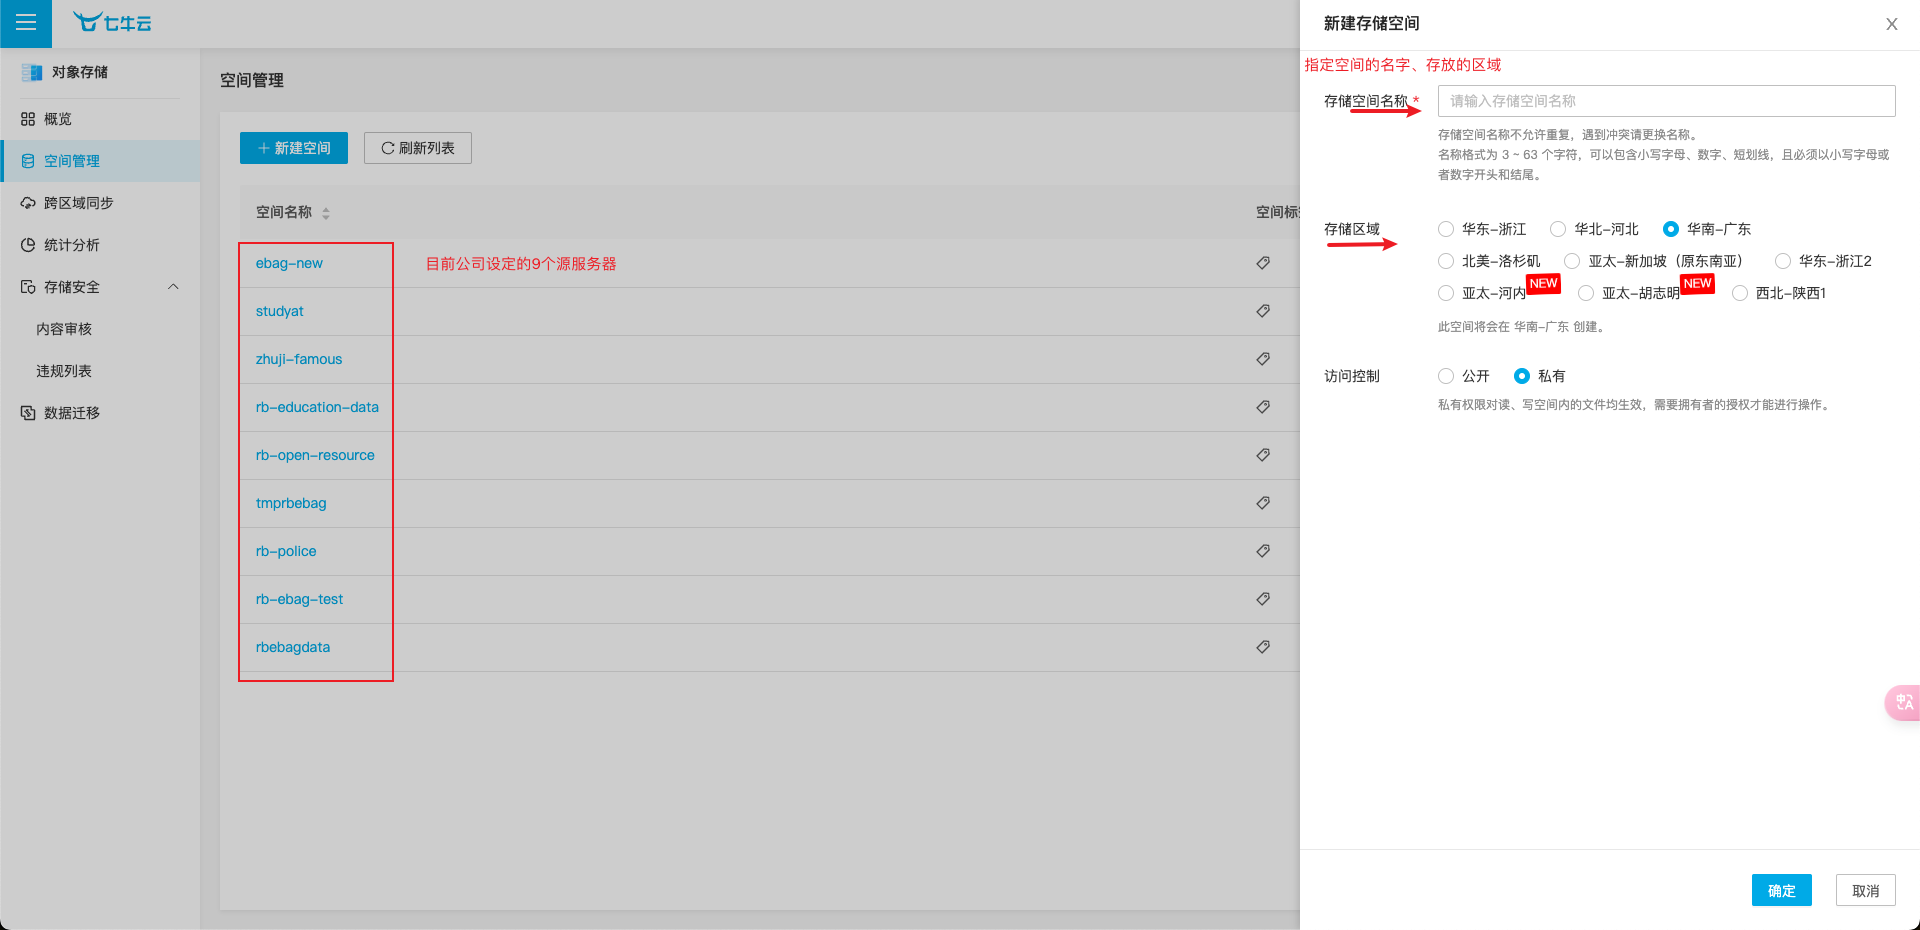 七牛云
对象存储
概览
空间管理
跨区域同步
统计分析
存储安全
内容审核
违规列表
数据迁移
空间管理
新建空间 刷新列表
空间名称
ebag-new 目前公司设定的9个源服务器
studyat
zhuji-famous
rb-education-data
rb-open-resource
tmprbebag
rb-police
rb-ebag-test
rbebagdata
新建存储空间
指定空间的名字、存放的区域
存储空间名称 * 请输入存储空间名称
存储空间名称不允许重复，遇到冲突请更换名称。
名称格式为 3 ~ 63 个字符，可以包含小写字母、数字、短划线，且必须以小写字母或
者数字开头和结尾。
存储区域 华东-浙江 华北-河北 华南-广东
北美-洛杉矶 亚太-新加坡（原东南亚） 华东-浙江2
亚太-河内 NEW 亚太-胡志明 NEW 西北-陕西1
此空间将会在 华南-广东 创建。
访问控制 公开 私有
私有权限对读、写空间内的文件均生效，需要拥有者的授权才能进行操作。
确定 取消